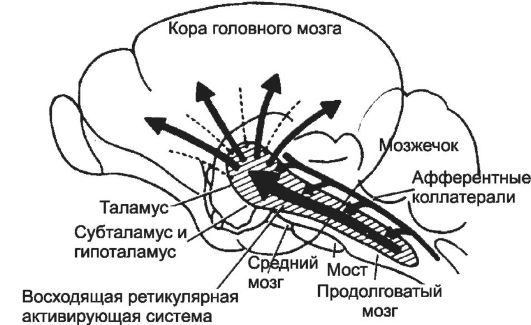 Кора головного мозга
Мозжечок
Афферентные
коллатерали
Таламус
Субталамус и
гипоталамус
Средний
мозг
Мост
Продолговатый
мозг
Восходящая ретикулярная
активирующая система